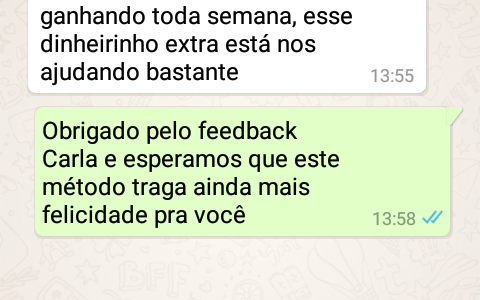 ganhando toda semana, esse
dinheirinho extra está nos
ajudando bastante
13:55
Obrigado pelo feedback
Carla e esperamos que este
método traga ainda mais
felicidade pra você
13:58
BFF